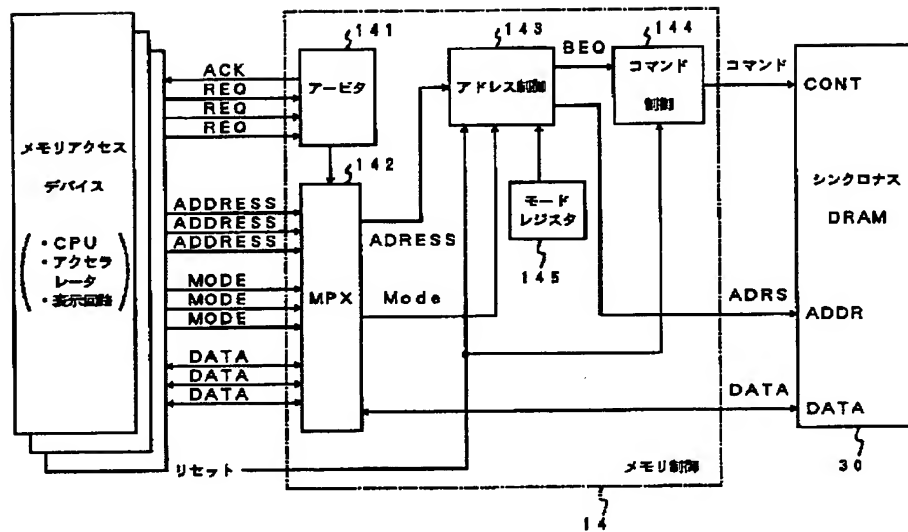 141
143
144
BEQ
ACK
REQ
REQ
REQ
アービタ
アドレス制御
コマンド
制御
コマンド
CONT
メモリアクセス
デバイス
・CPU
・アクセラ
レータ
・表示回路
142
ADDRESS
ADDRESS
ADDRESS
ADRESS
モード
レジスタ
145
シンクロナス
DRAM
MODE
MODE
MODE
MPX
Mode
ADRS
ADDR
DATA
DATA
DATA
DATA
DATA
リセット
メモリ制御
30
14